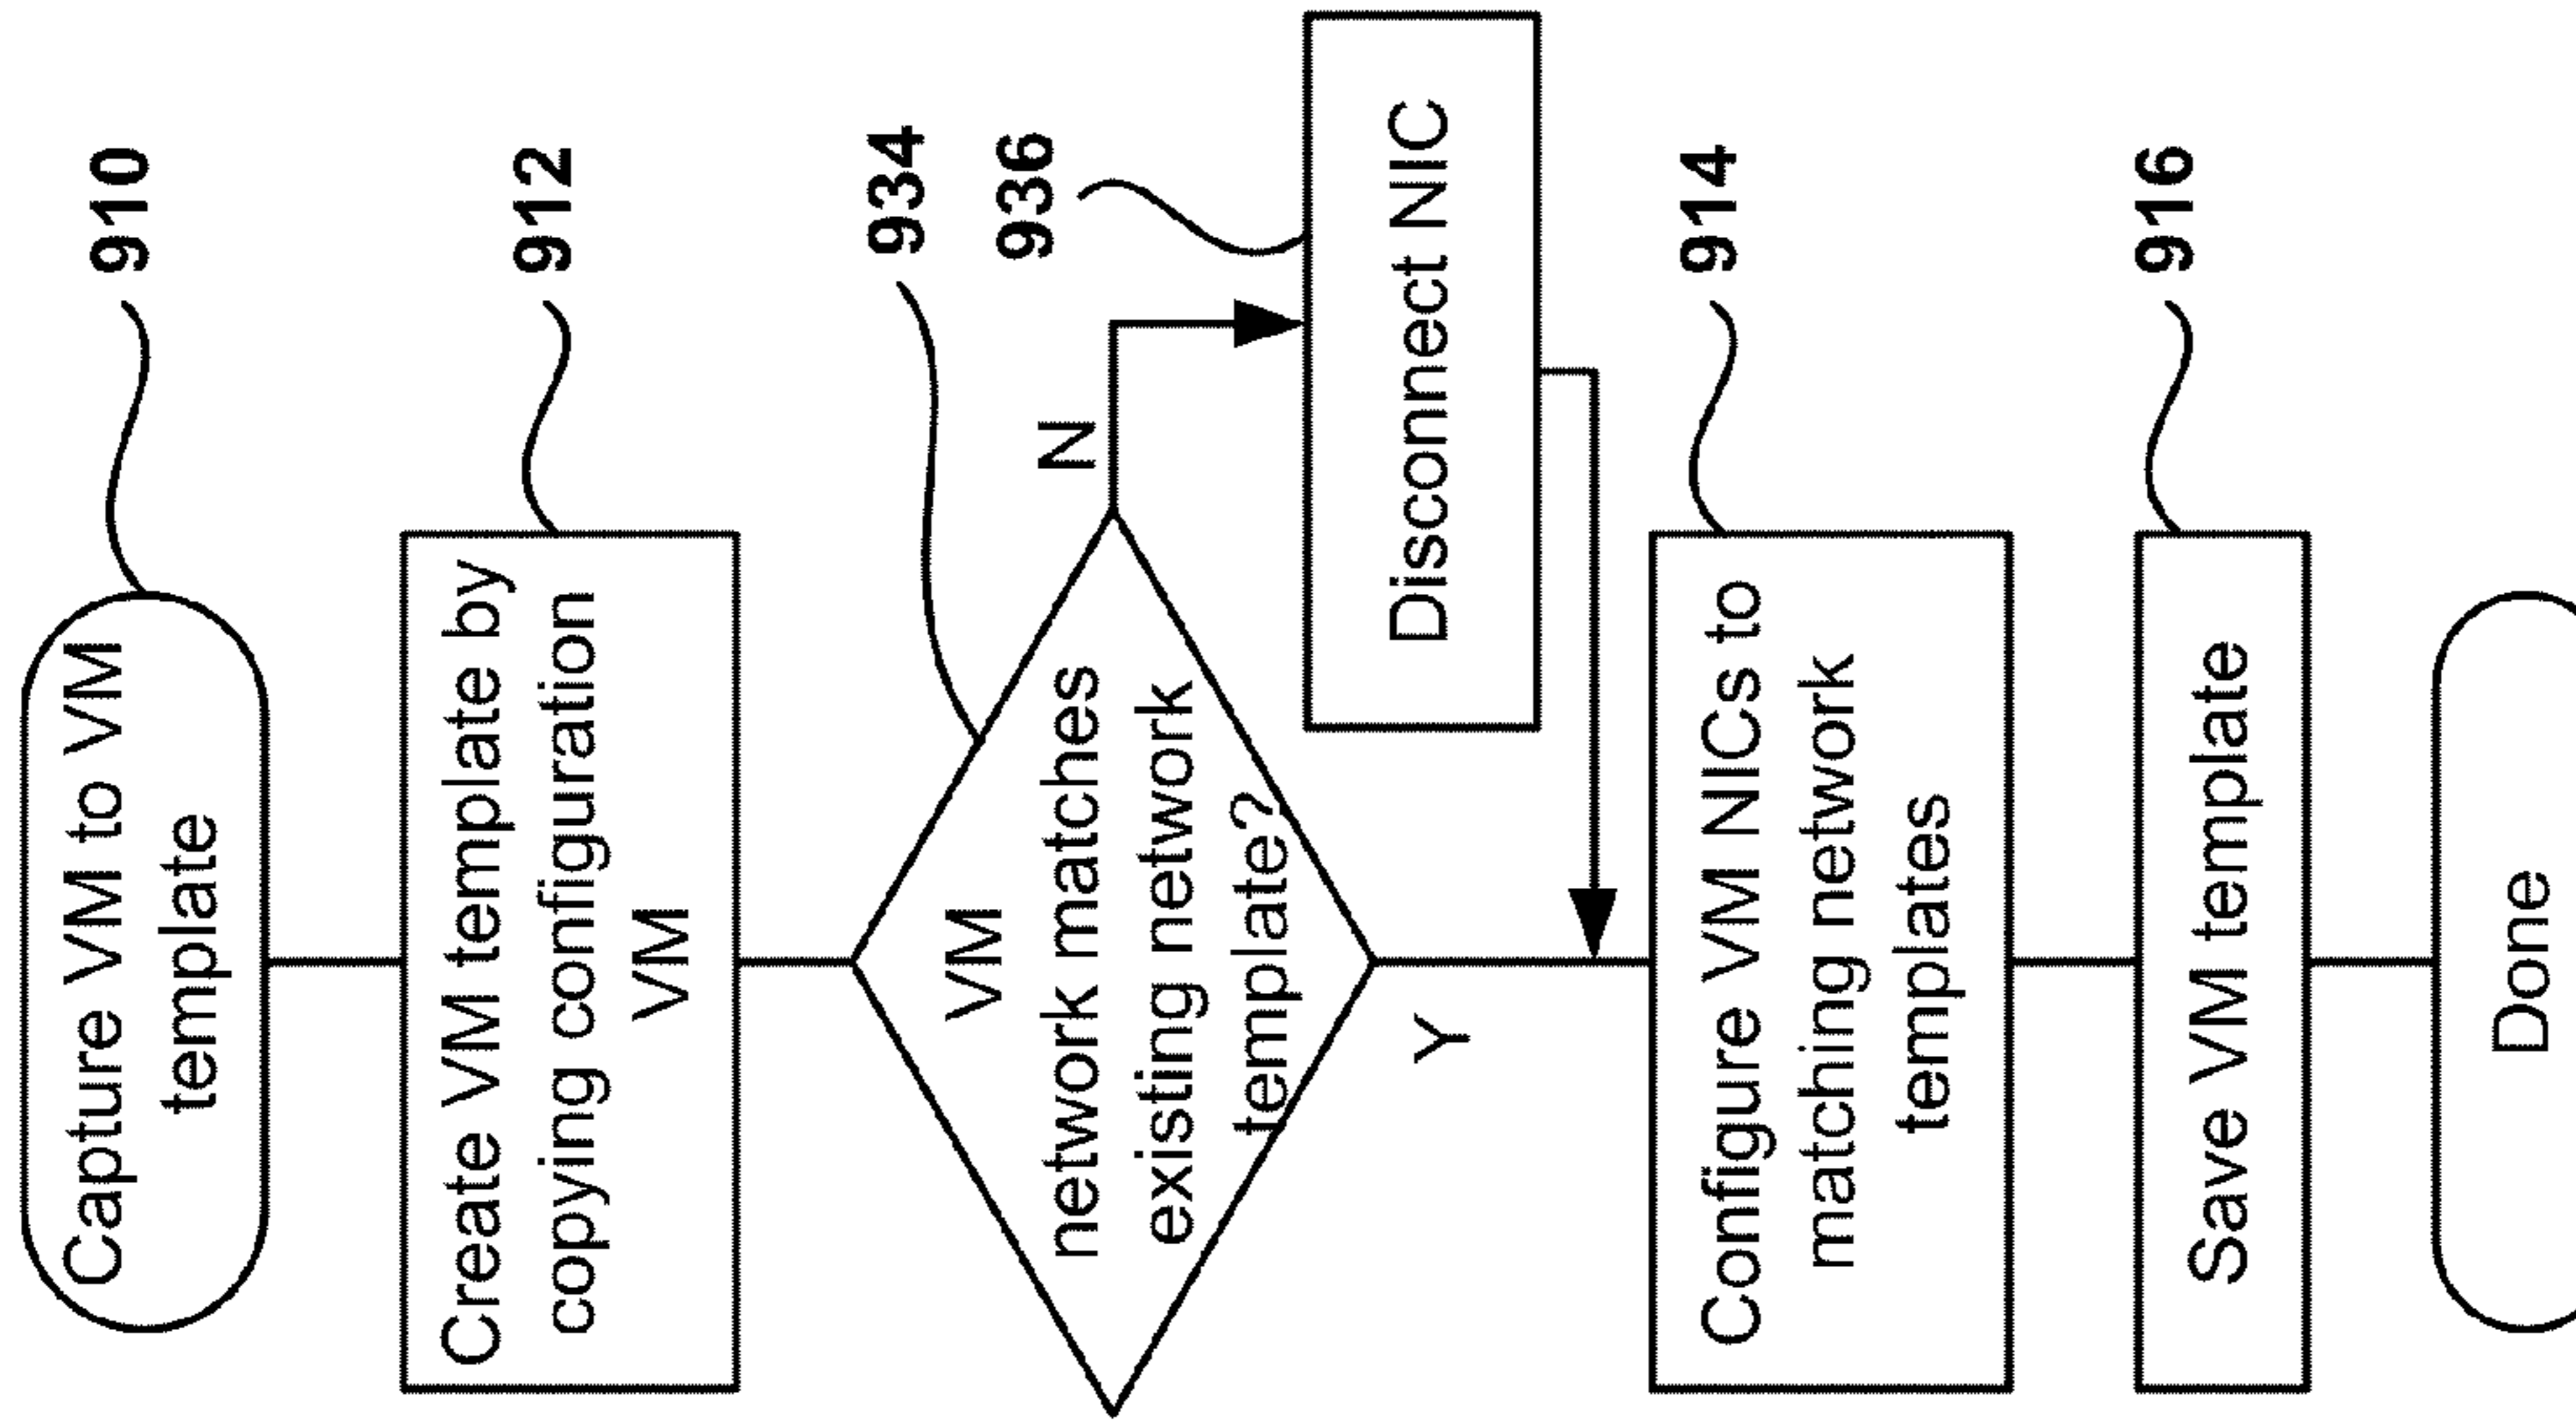 Capture VM to VM
template
910
Create VM template by
copying configuration
VM
912
VM
network matches
existing network
template?
934
N
936
Disconnect NIC
Y
Configure VM NICs to
matching network
templates
914
Save VM template
916
Done